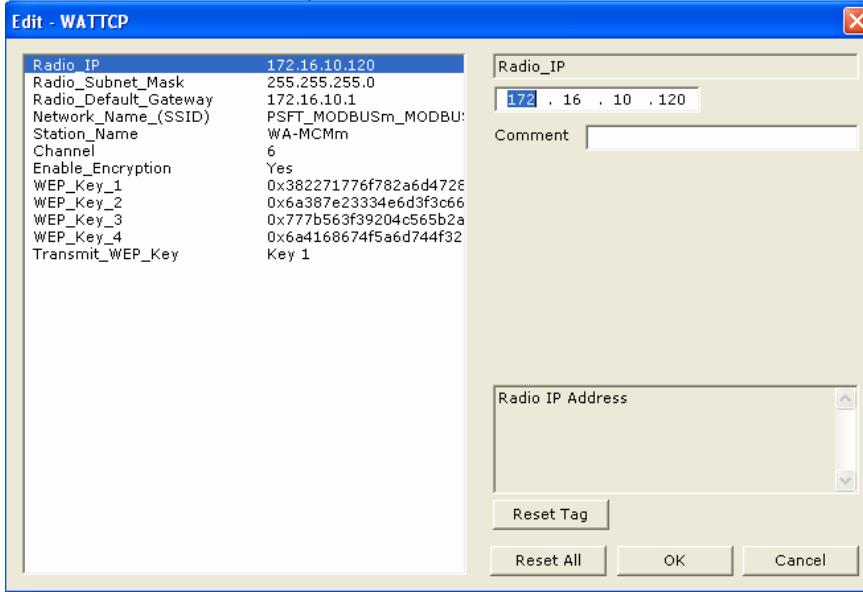 Edit - WATTCP
Radio_IP 172.16.10.120
Radio_Subnet_Mask 255.255.255.0
Radio_Default_Gateway 172.16.10.1
Network_Name_(SSID) PSFT_MODBUSm_MODBU
Station_Name WA-MCMm
Channel 6
Enable_Encryption Yes
WEP_Key_1 0x382271776f782a6d4728
WEP_Key_2 0x6a387e23334e6d3f3c66
WEP_Key_3 0x777b563f39204c565b2a
WEP_Key_4 0x6a4168674f5a6d744f32
Transmit_WEP_Key Key 1
Radio_IP
172 . 16 . 10 . 120
Comment
Radio IP Address
Reset Tag
Reset All OK Cancel